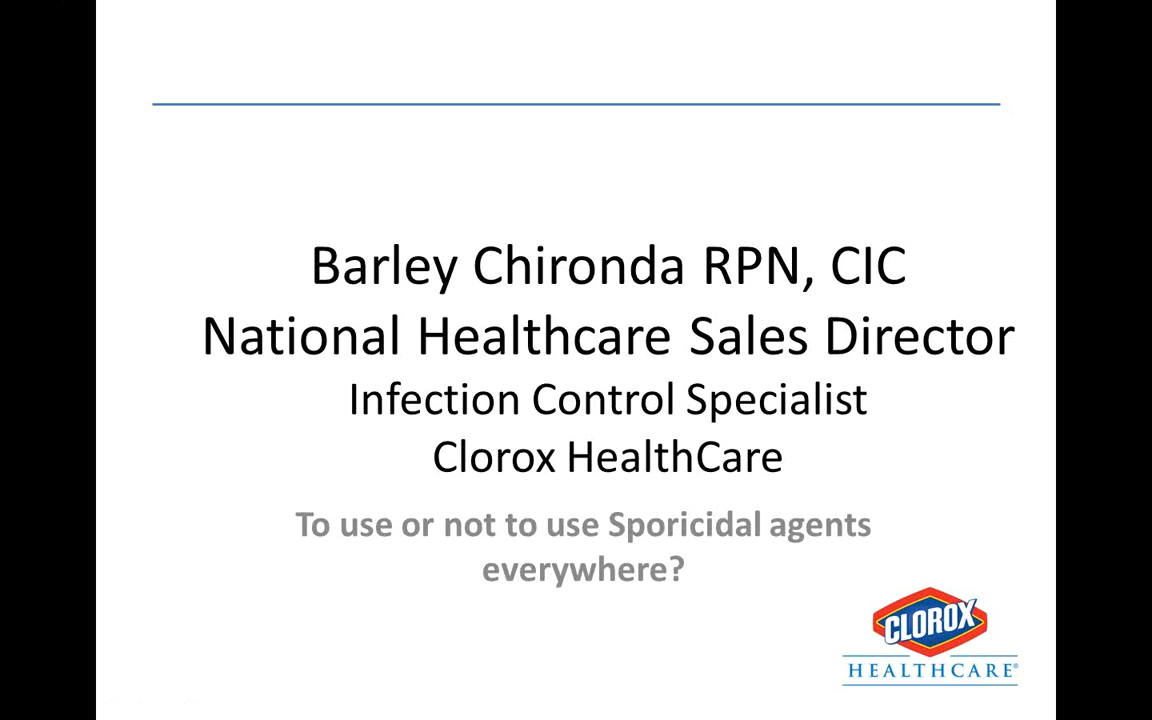 Barley Chironda RPN, CIC
National Healthcare Sales Director
Infection Control Specialist
Clorox HealthCare
To use or not to use Sporicidal agents
everywhere?
CLOROX
HEALTHCARE®